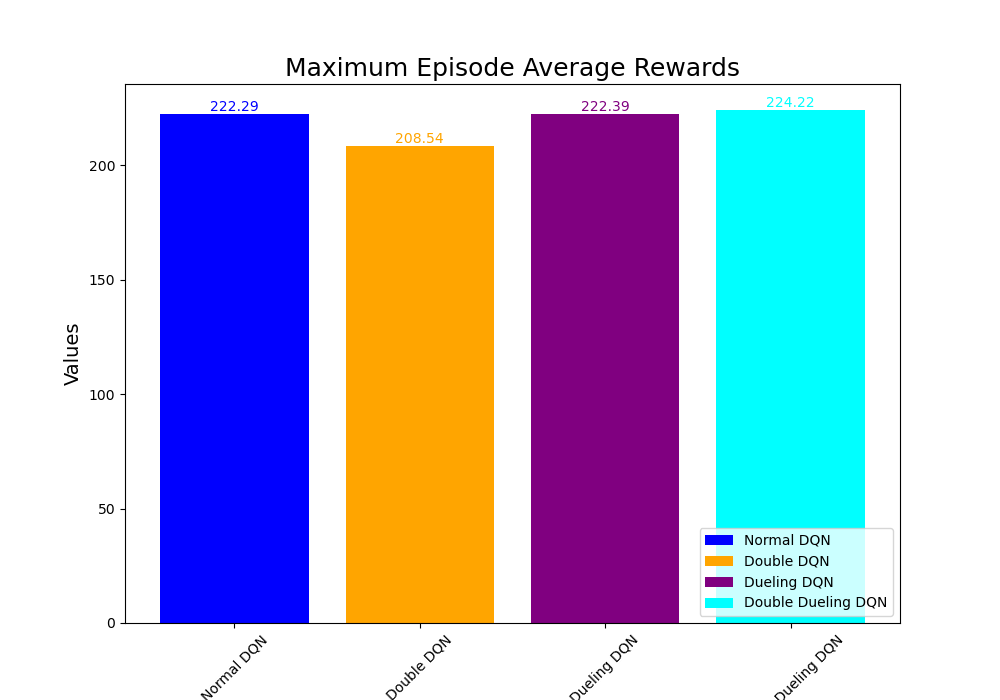 Maximum Episode Average Rewards
222.29
208.54
222.39
224.22
Values
200
150
100
50
0
Normal DQN
Double DQN
Dueling DQN
Double Dueling DQN
Normal DQN
Double DQN
Dueling DQN
Dueling DQN